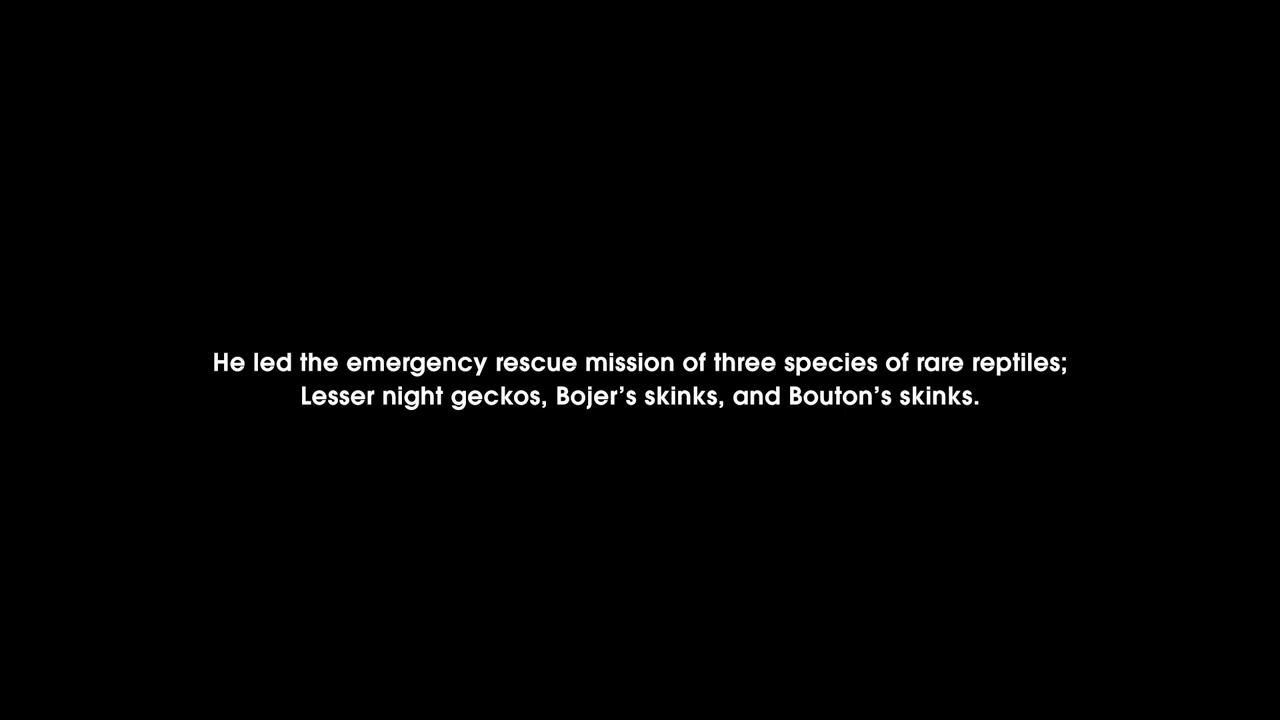 He led the emergency rescue mission of three species of rare reptiles;
Lesser night geckos, Bojer’s skinks, and Bouton’s skinks.